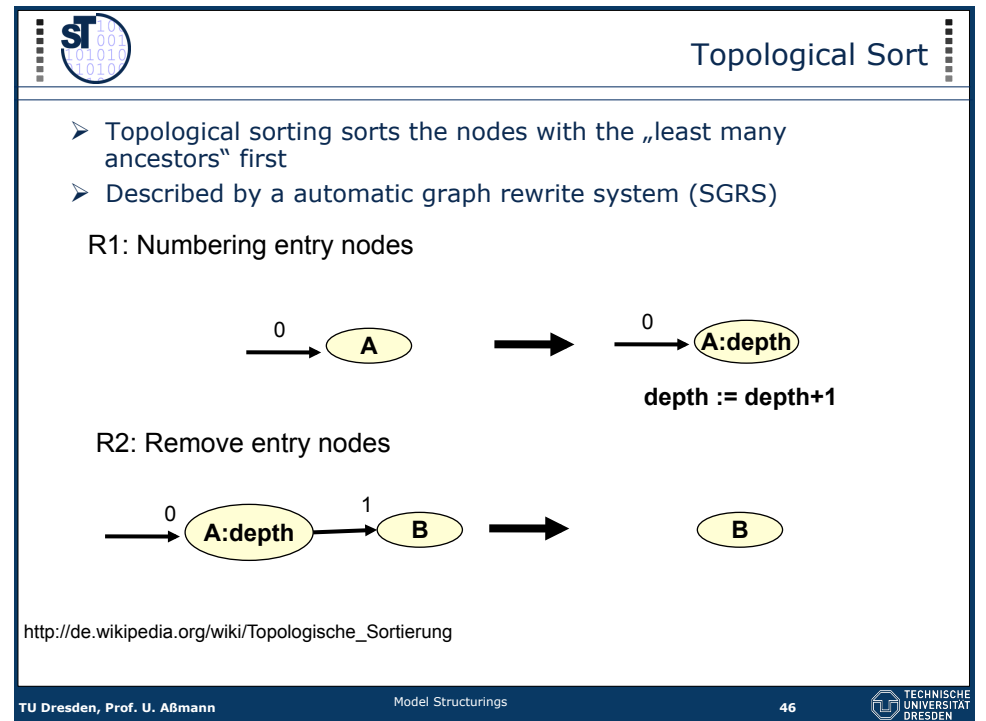 ST
Topological Sort
➢ Topological sorting sorts the nodes with the „least many
ancestors“ first
➢ Described by a automatic graph rewrite system (SGRS)
R1: Numbering entry nodes
0
A
0
A:depth
depth := depth+1
R2: Remove entry nodes
0
A:depth
1
B
B
http://de.wikipedia.org/wiki/Topologische_Sortierung
TU Dresden, Prof. U. Aßmann
Model Structurings
46
TECHNISCHE
UNIVERSITÄT
DRESDEN